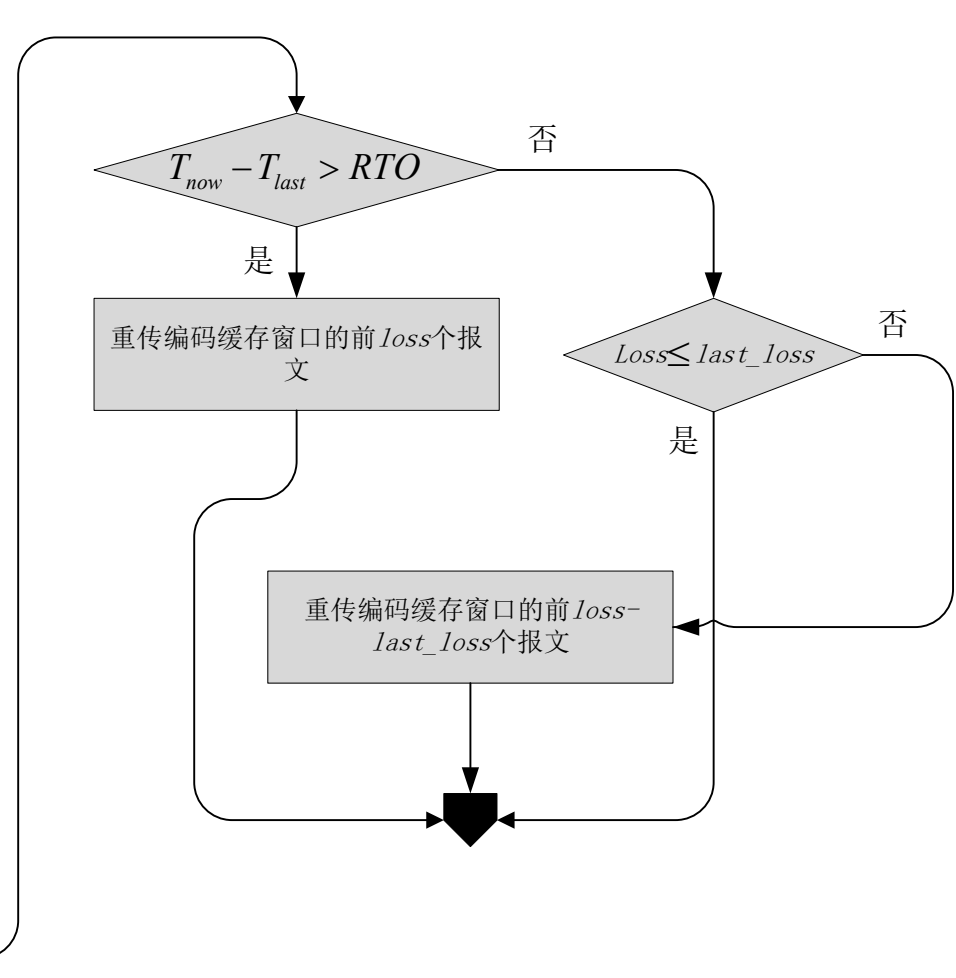 否
T_now − T_last > RTO
是
重传编码缓存窗口的前loss个报
文
否
Loss≤last_loss
是
重传编码缓存窗口的前loss-
last_loss个报文